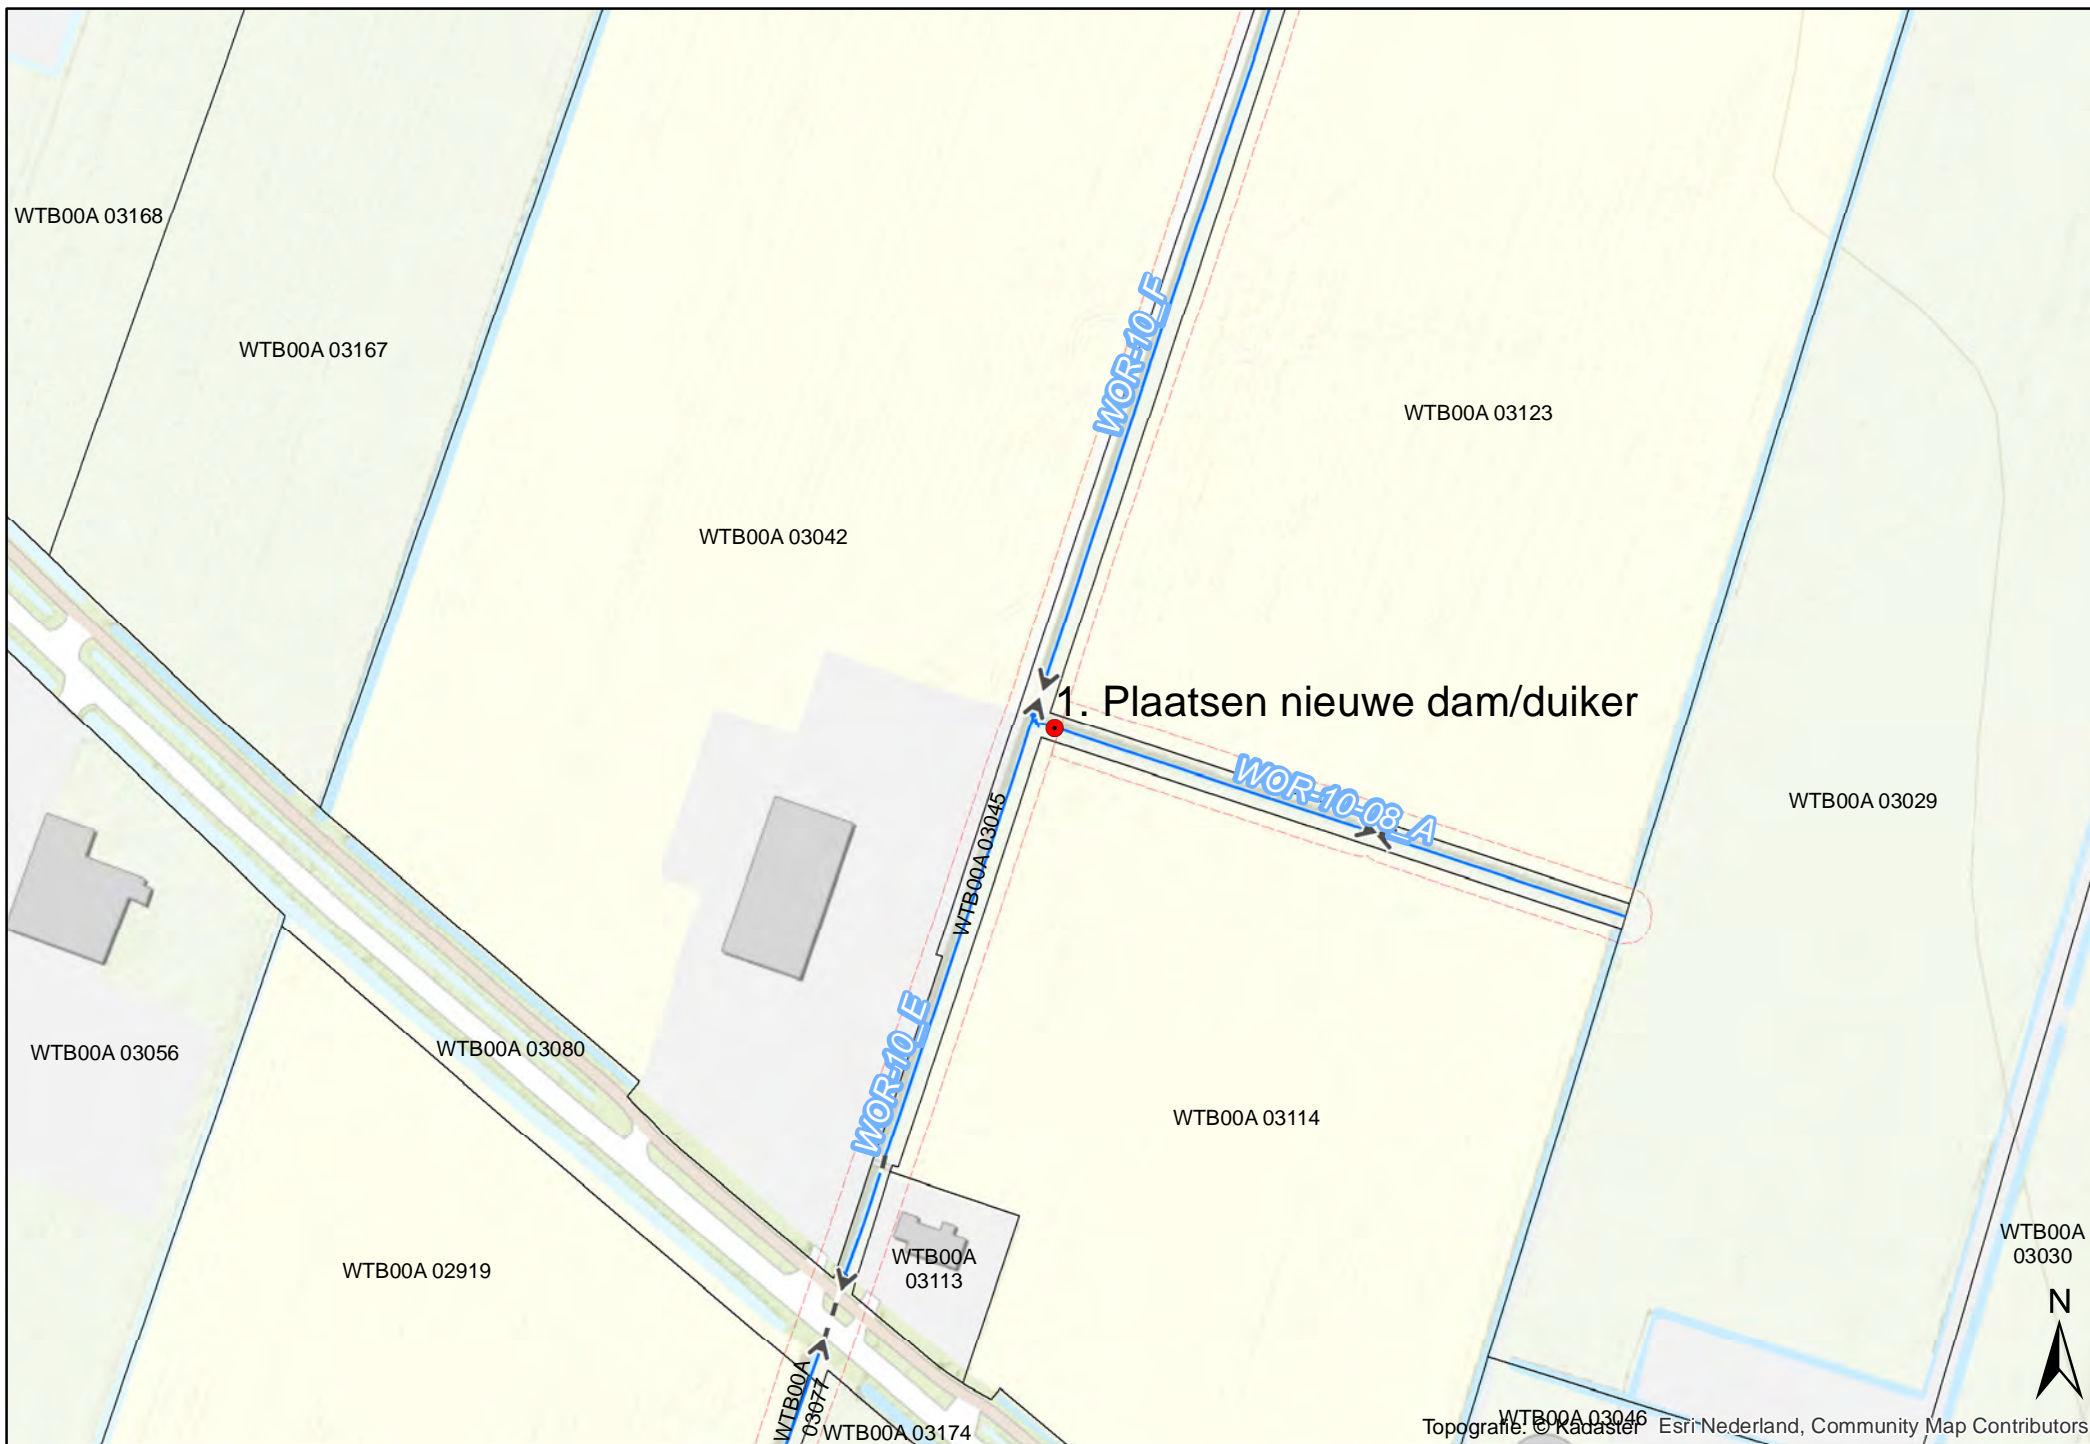 WTB00A 03168
WTB00A 03167
WOR-10_F
WTB00A 03123
WTB00A 03042
1. Plaatsen nieuwe dam/duiker
WOR-10-08_A
WTB00A 03045
WTB00A 03029
WOR-10_E
WTB00A 03056
WTB00A 03080
WTB00A 03114
WTB00A
03030
WTB00A 02919
WTB00A
03113
N
WTB00A
03077
WTB00A 03174
WTB00A 03046
Topografie: © Kadaster Esri Nederland, Community Map Contributors